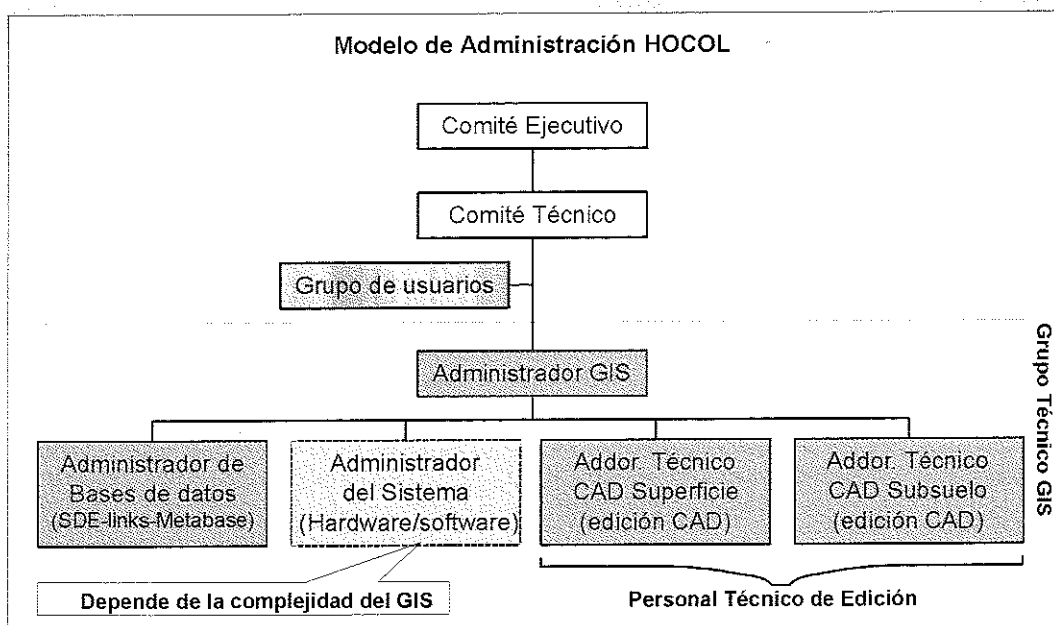 Modelo de Administración HOCOL
Comité Ejecutivo
Comité Técnico
Grupo de usuarios
Administrador GIS
Grupo Técnico GIS
Administrador de
Bases de datos
(SDE-links-Metabase)
Administrador
del Sistema
(Hardware/software)
Addor. Técnico
CAD Superficie
(edición CAD)
Addor. Técnico
CAD Subsuelo
(edición CAD)
Depende de la complejidad del GIS
Personal Técnico de Edición